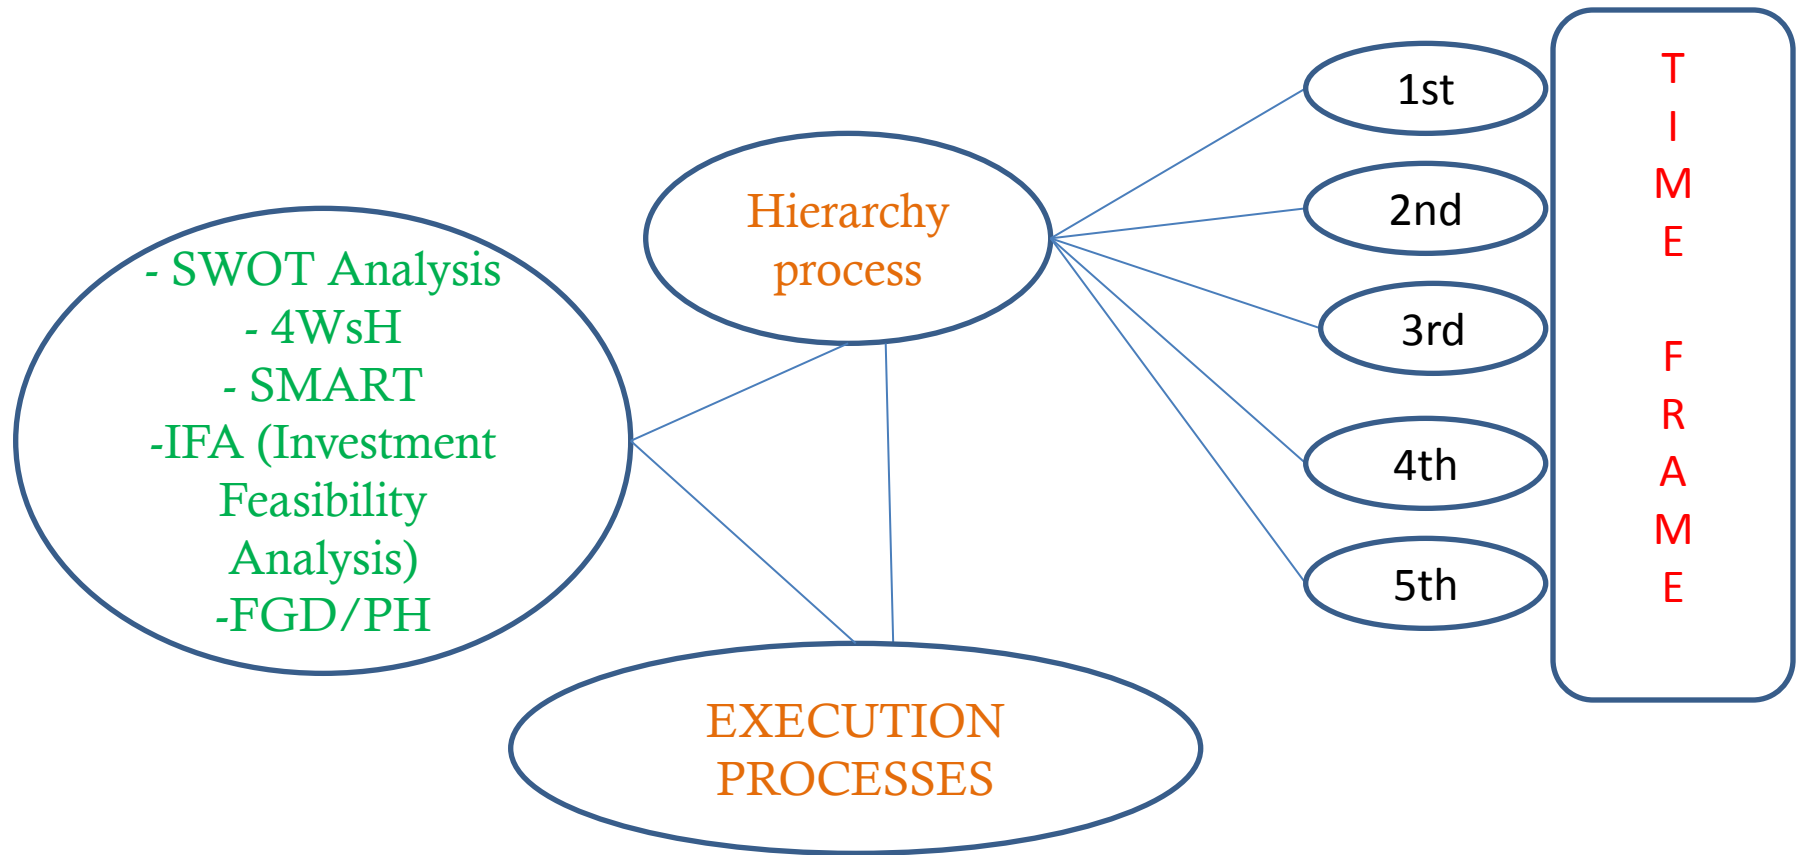 - SWOT Analysis
- 4WsH
- SMART
-IFA (Investment
Feasibility
Analysis)
-FGD/PH
Hierarchy
process
EXECUTION
PROCESSES
1st
2nd
3rd
4th
5th
T
I
M
E
F
R
A
M
E